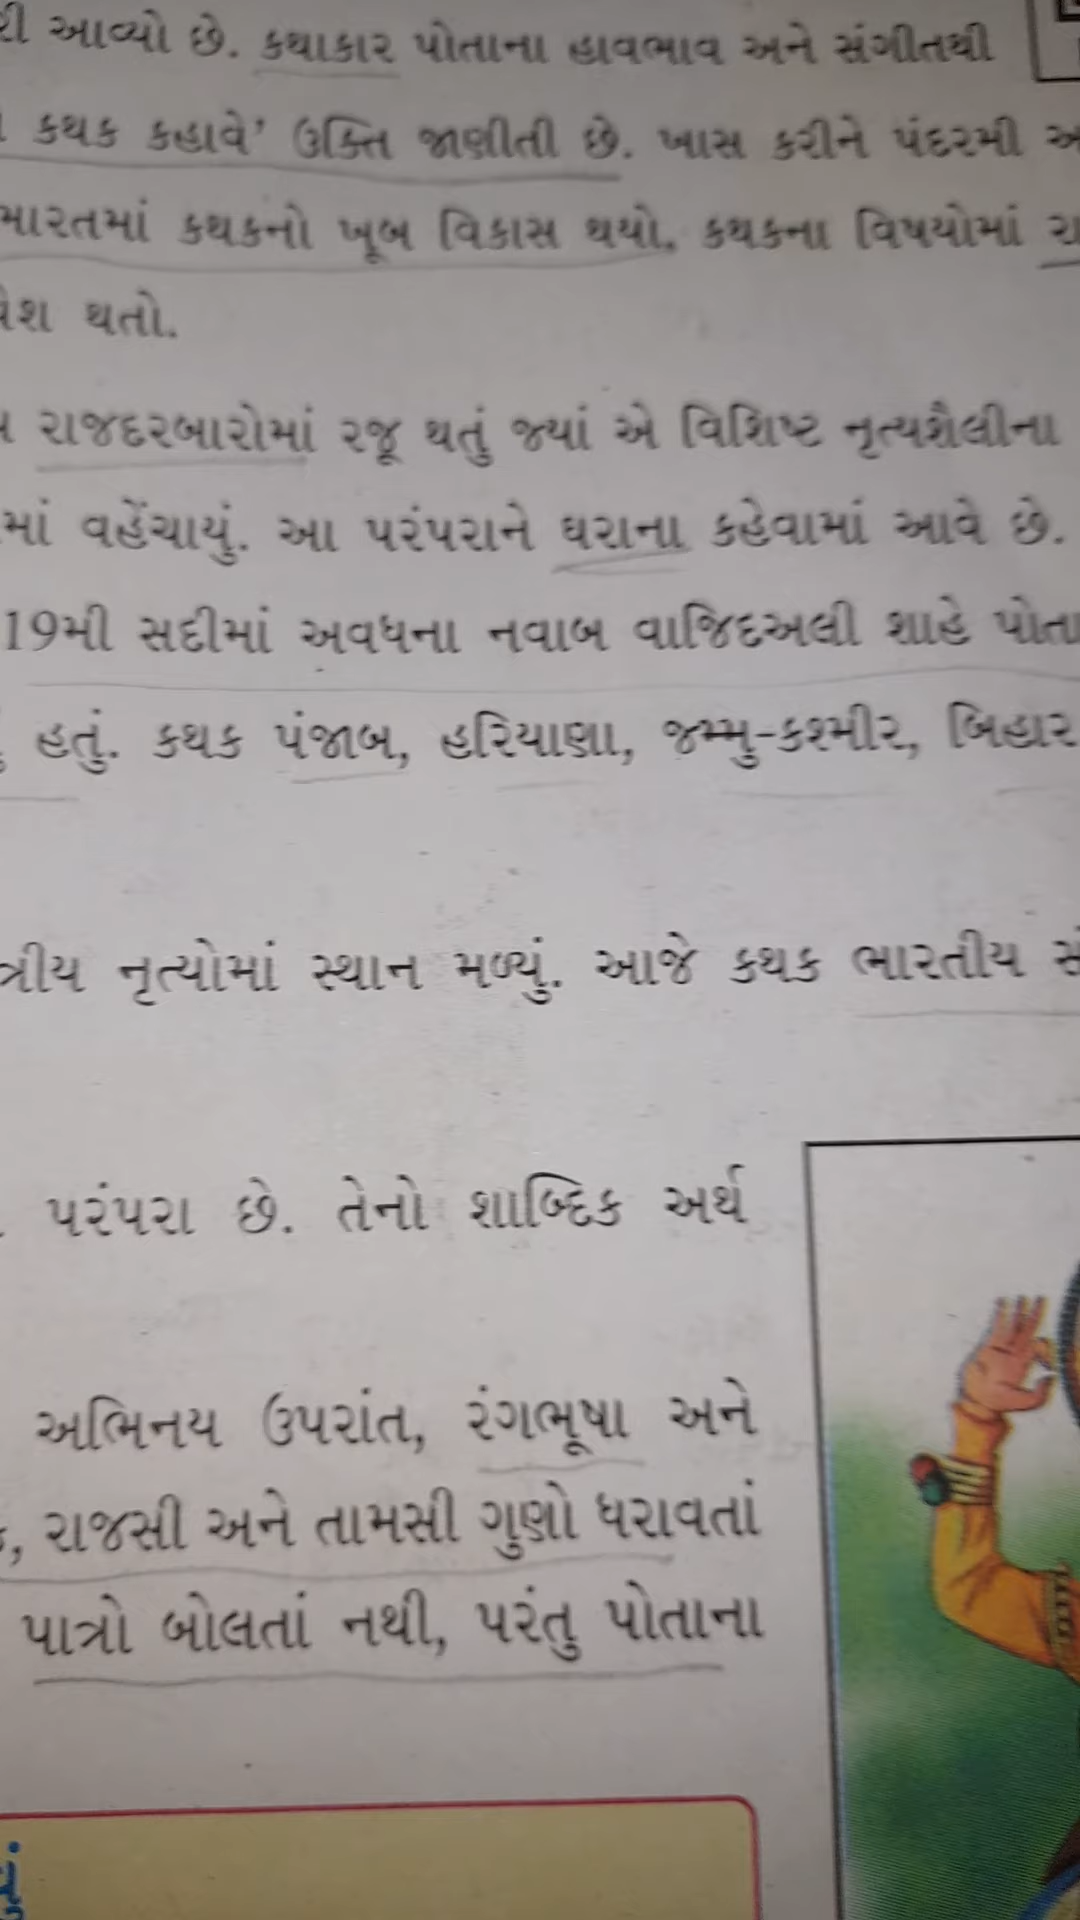 આવ્યો છે. કથાકાર પોતાના હાવભાવ અને સંગીતથી
કથક કહાવે' ઉક્તિ જાણીતી છે. ખાસ કરીને પંદરમી
કથકનો ખૂબ વિકાસ થયો. કથકના વિષયોમાં
થતો.
રાજદરબારોમાં રજૂ થતું જ્યાં એ વિશિષ્ટ નૃત્યશૈલીના
માં વહેંચાયું. આ પરંપરાને ઘરાના કહેવામાં આવે છે.
19મી સદીમાં અવધના નવાબ વાજિદઅલી શાહે પોતા
હતું. કથક પંજાબ, હરિયાણા, જમ્મુ-કશ્મીર, બિહાર
ત્રીય નૃત્યોમાં સ્થાન મળ્યું. આજે કથક ભારતીય
પરંપરા છે. તેનો શાબ્દિક અર્થ
અભિનય ઉપરાંત, રંગભૂષા અને
, રાજસી અને તામસી ગુણો ધરાવતાં
પાત્રો બોલતાં નથી, પરંતુ પોતાના